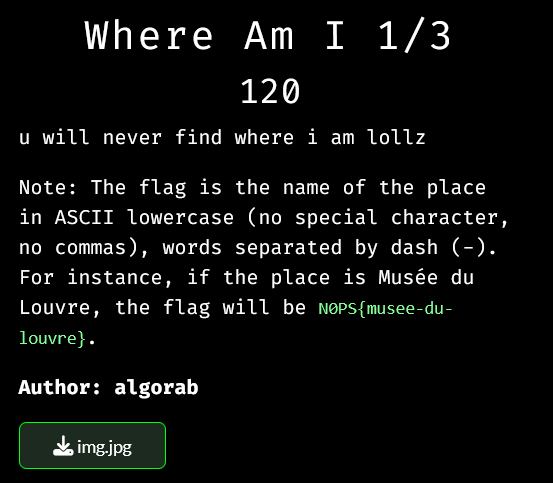 Where Am I 1/3
120
u will never find where i am lollz
Note: The flag is the name of the place
in ASCII lowercase (no special character,
no commas), words separated by dash (-).
For instance, if the place is Musée du
Louvre, the flag will be N0PS{musee-du-
louvre}.
Author: algorab
img.jpg